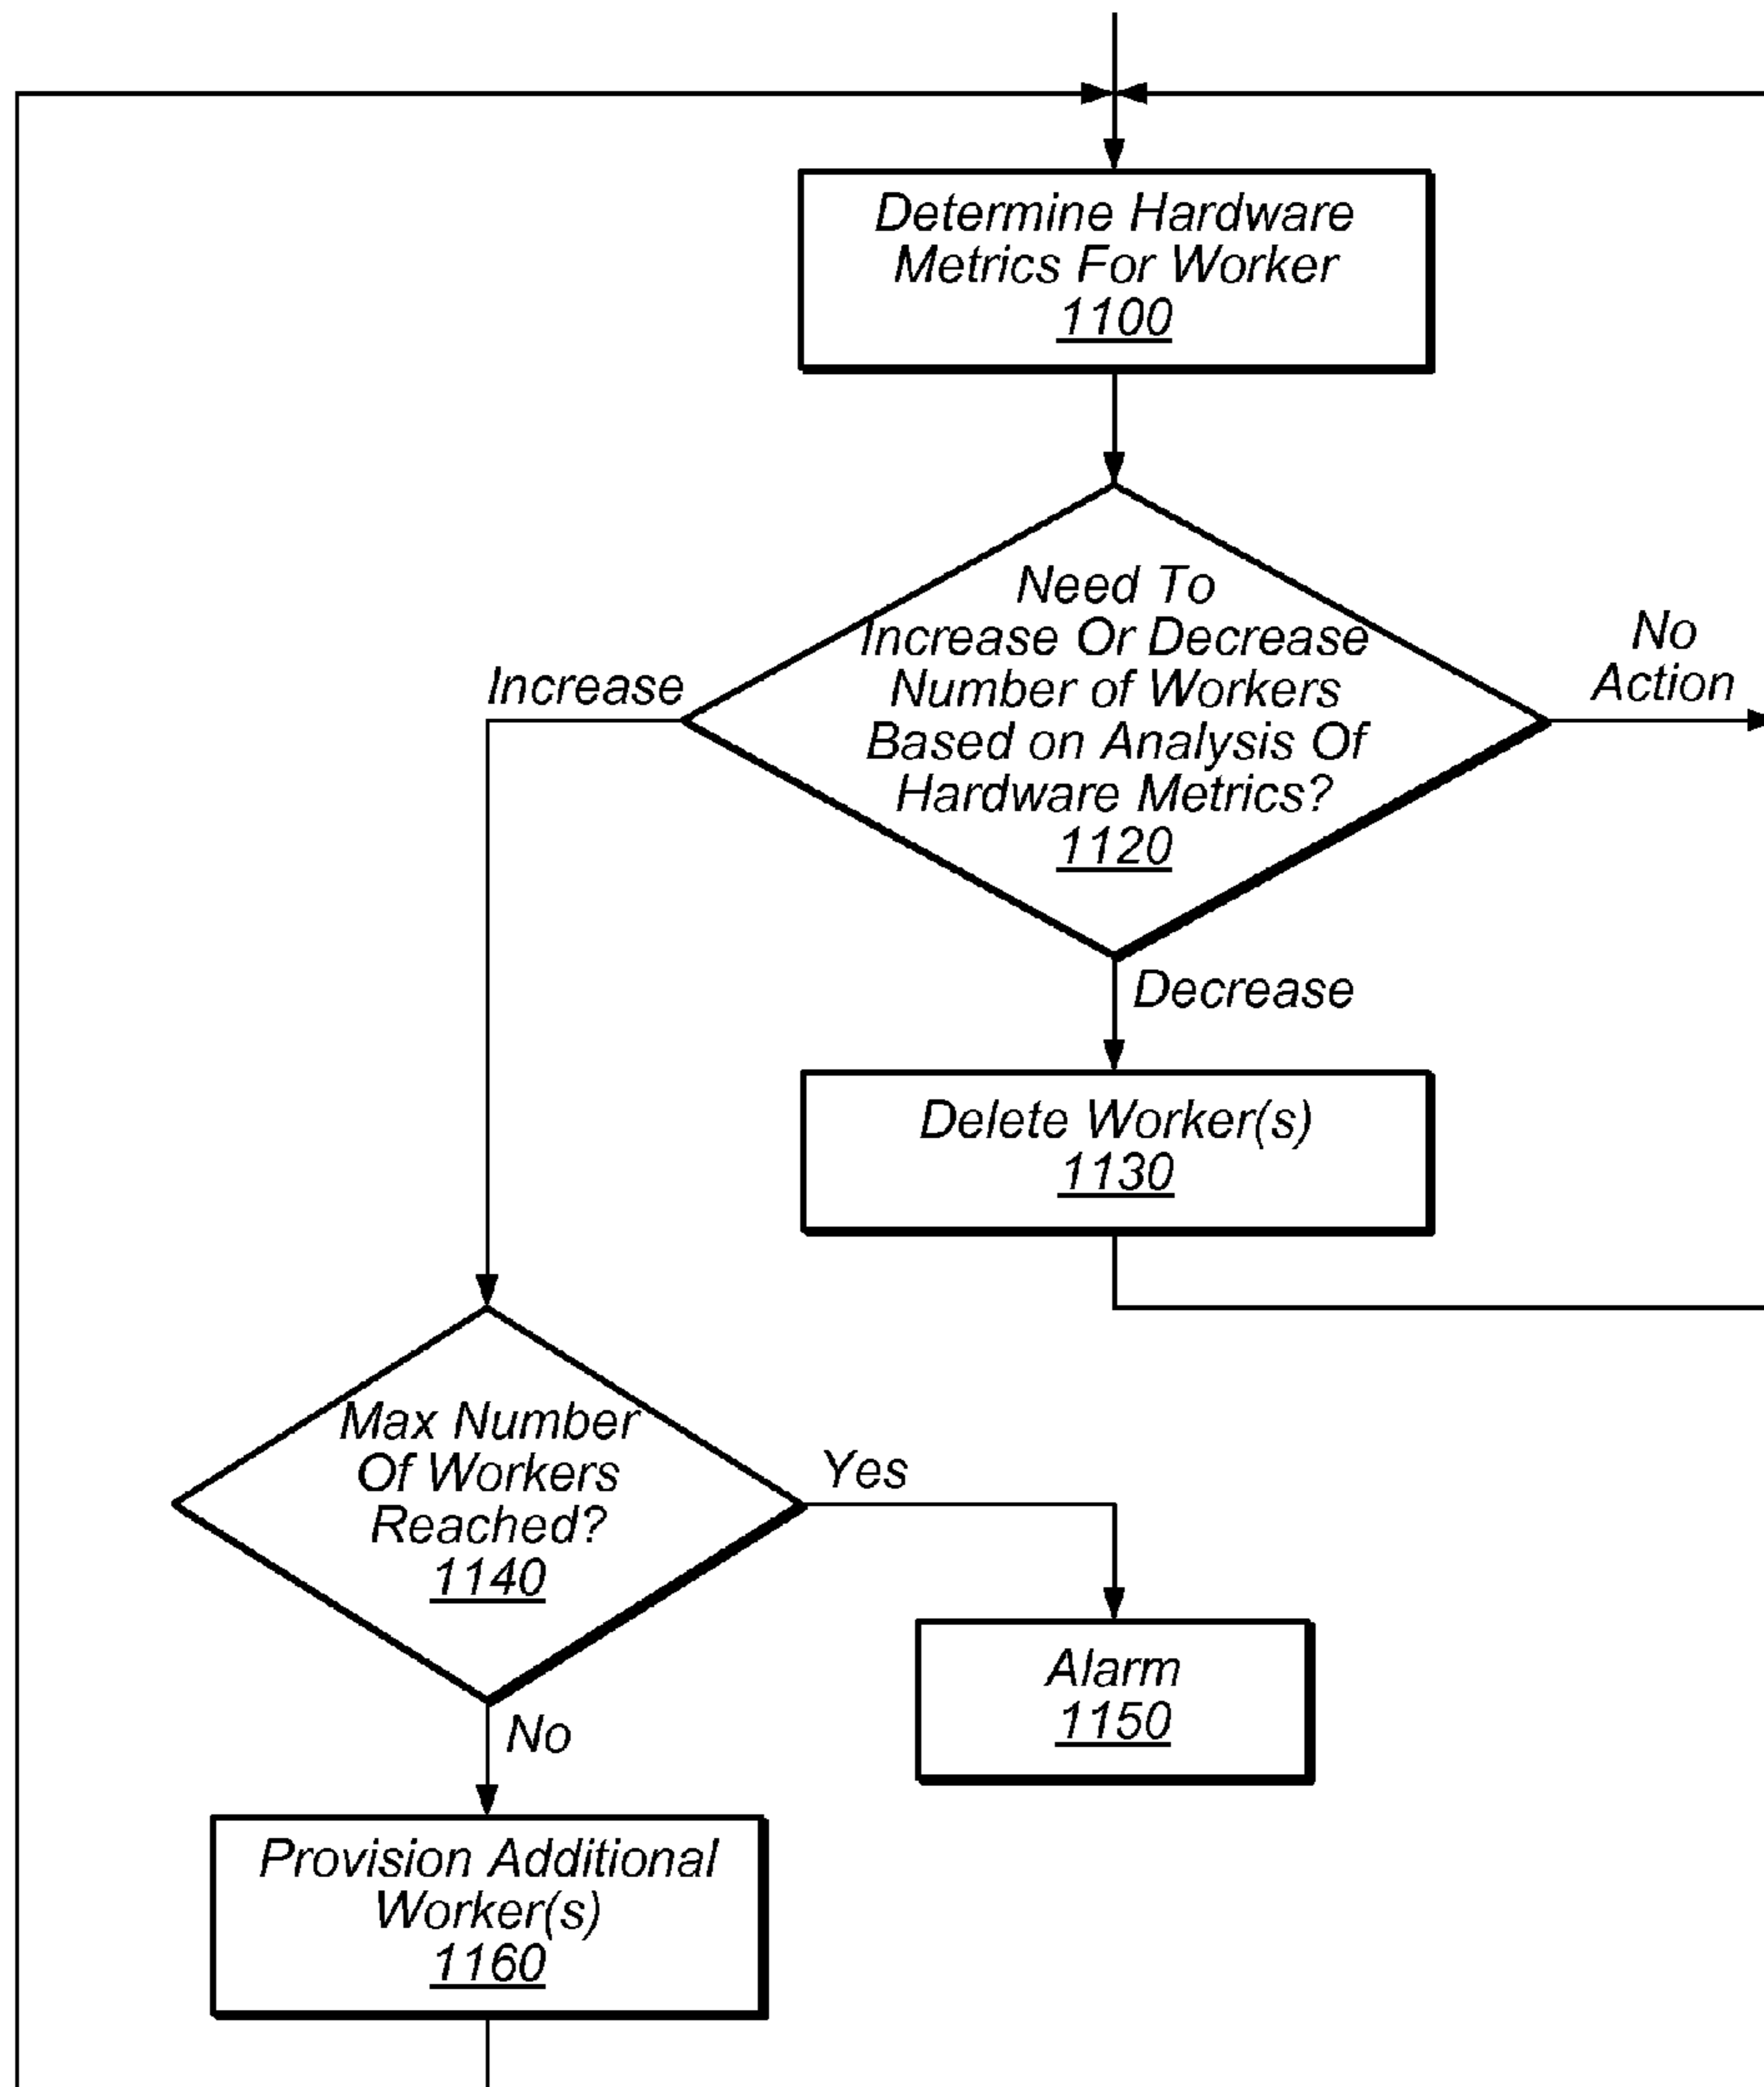 Determine Hardware
Metrics For Worker
1100
Need To
Increase Or Decrease
Number of Workers
Based on Analysis Of
Hardware Metrics?
1120
No
Action
Increase
Decrease
Delete Worker(s)
1130
Max Number
Of Workers
Reached?
1140
Yes
Alarm
1150
No
Provision Additional
Worker(s)
1160